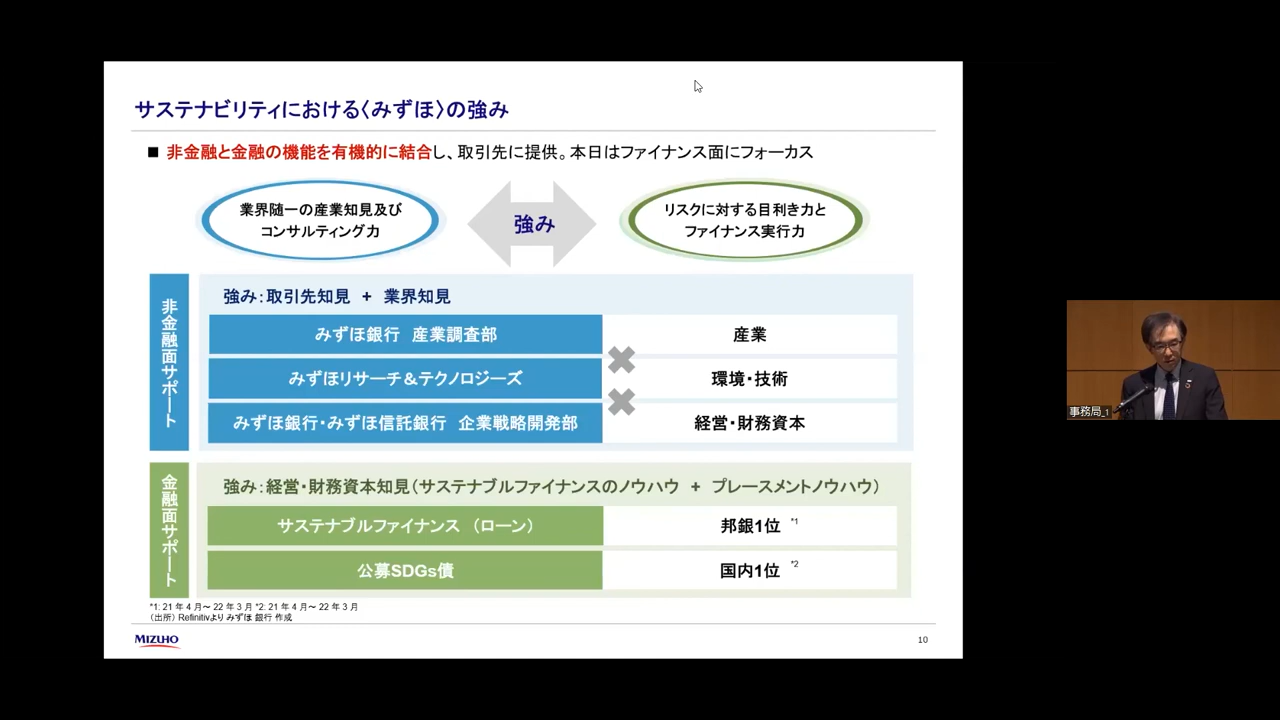 サステナビリティにおける〈みずほ〉の強み
■ 非金融と金融の機能を有機的に結合し、取引先に提供。本日はファイナンス面にフォーカス
業界随一の産業知見及び
コンサルティング力
強み
リスクに対する目利き力と
ファイナンス実行力
非金融面サポート
強み：取引先知見 + 業界知見
みずほ銀行 産業調査部
産業
みずほリサーチ＆テクノロジーズ
環境・技術
みずほ銀行・みずほ信託銀行 企業戦略開発部
経営・財務資本
金融面サポート
強み：経営・財務資本知見（サステナブルファイナンスのノウハウ + プレースメントノウハウ）
サステナブルファイナンス （ローン）
邦銀1位 *1
公募SDGs債
国内1位 *2
*1: 21 年 4 月～ 22 年 3 月 *2: 21 年 4 月～ 22 年 3 月
（出所） Refinitivより みずほ 銀行 作成
MIZUHO
10
事務局_1